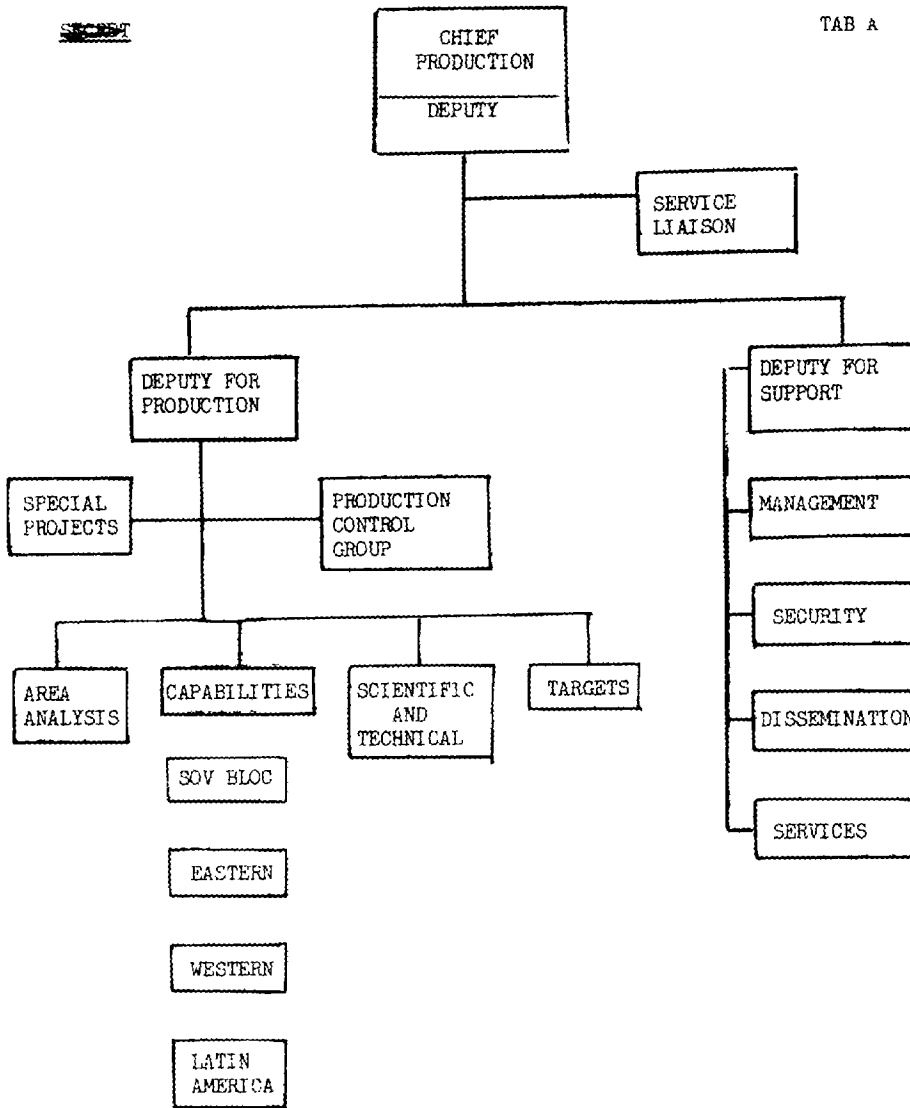 SECRET
TAB A
CHIEF
PRODUCTION
DEPUTY
SERVICE
LIAISON
DEPUTY FOR
PRODUCTION
DEPUTY FOR
SUPPORT
SPECIAL
PROJECTS
PRODUCTION
CONTROL
GROUP
MANAGEMENT
SECURITY
AREA
ANALYSIS
CAPABILITIES
SCIENTIFIC
AND
TECHNICAL
TARGETS
DISSEMINATION
SOV BLOC
SERVICES
EASTERN
WESTERN
LATIN
AMERICA